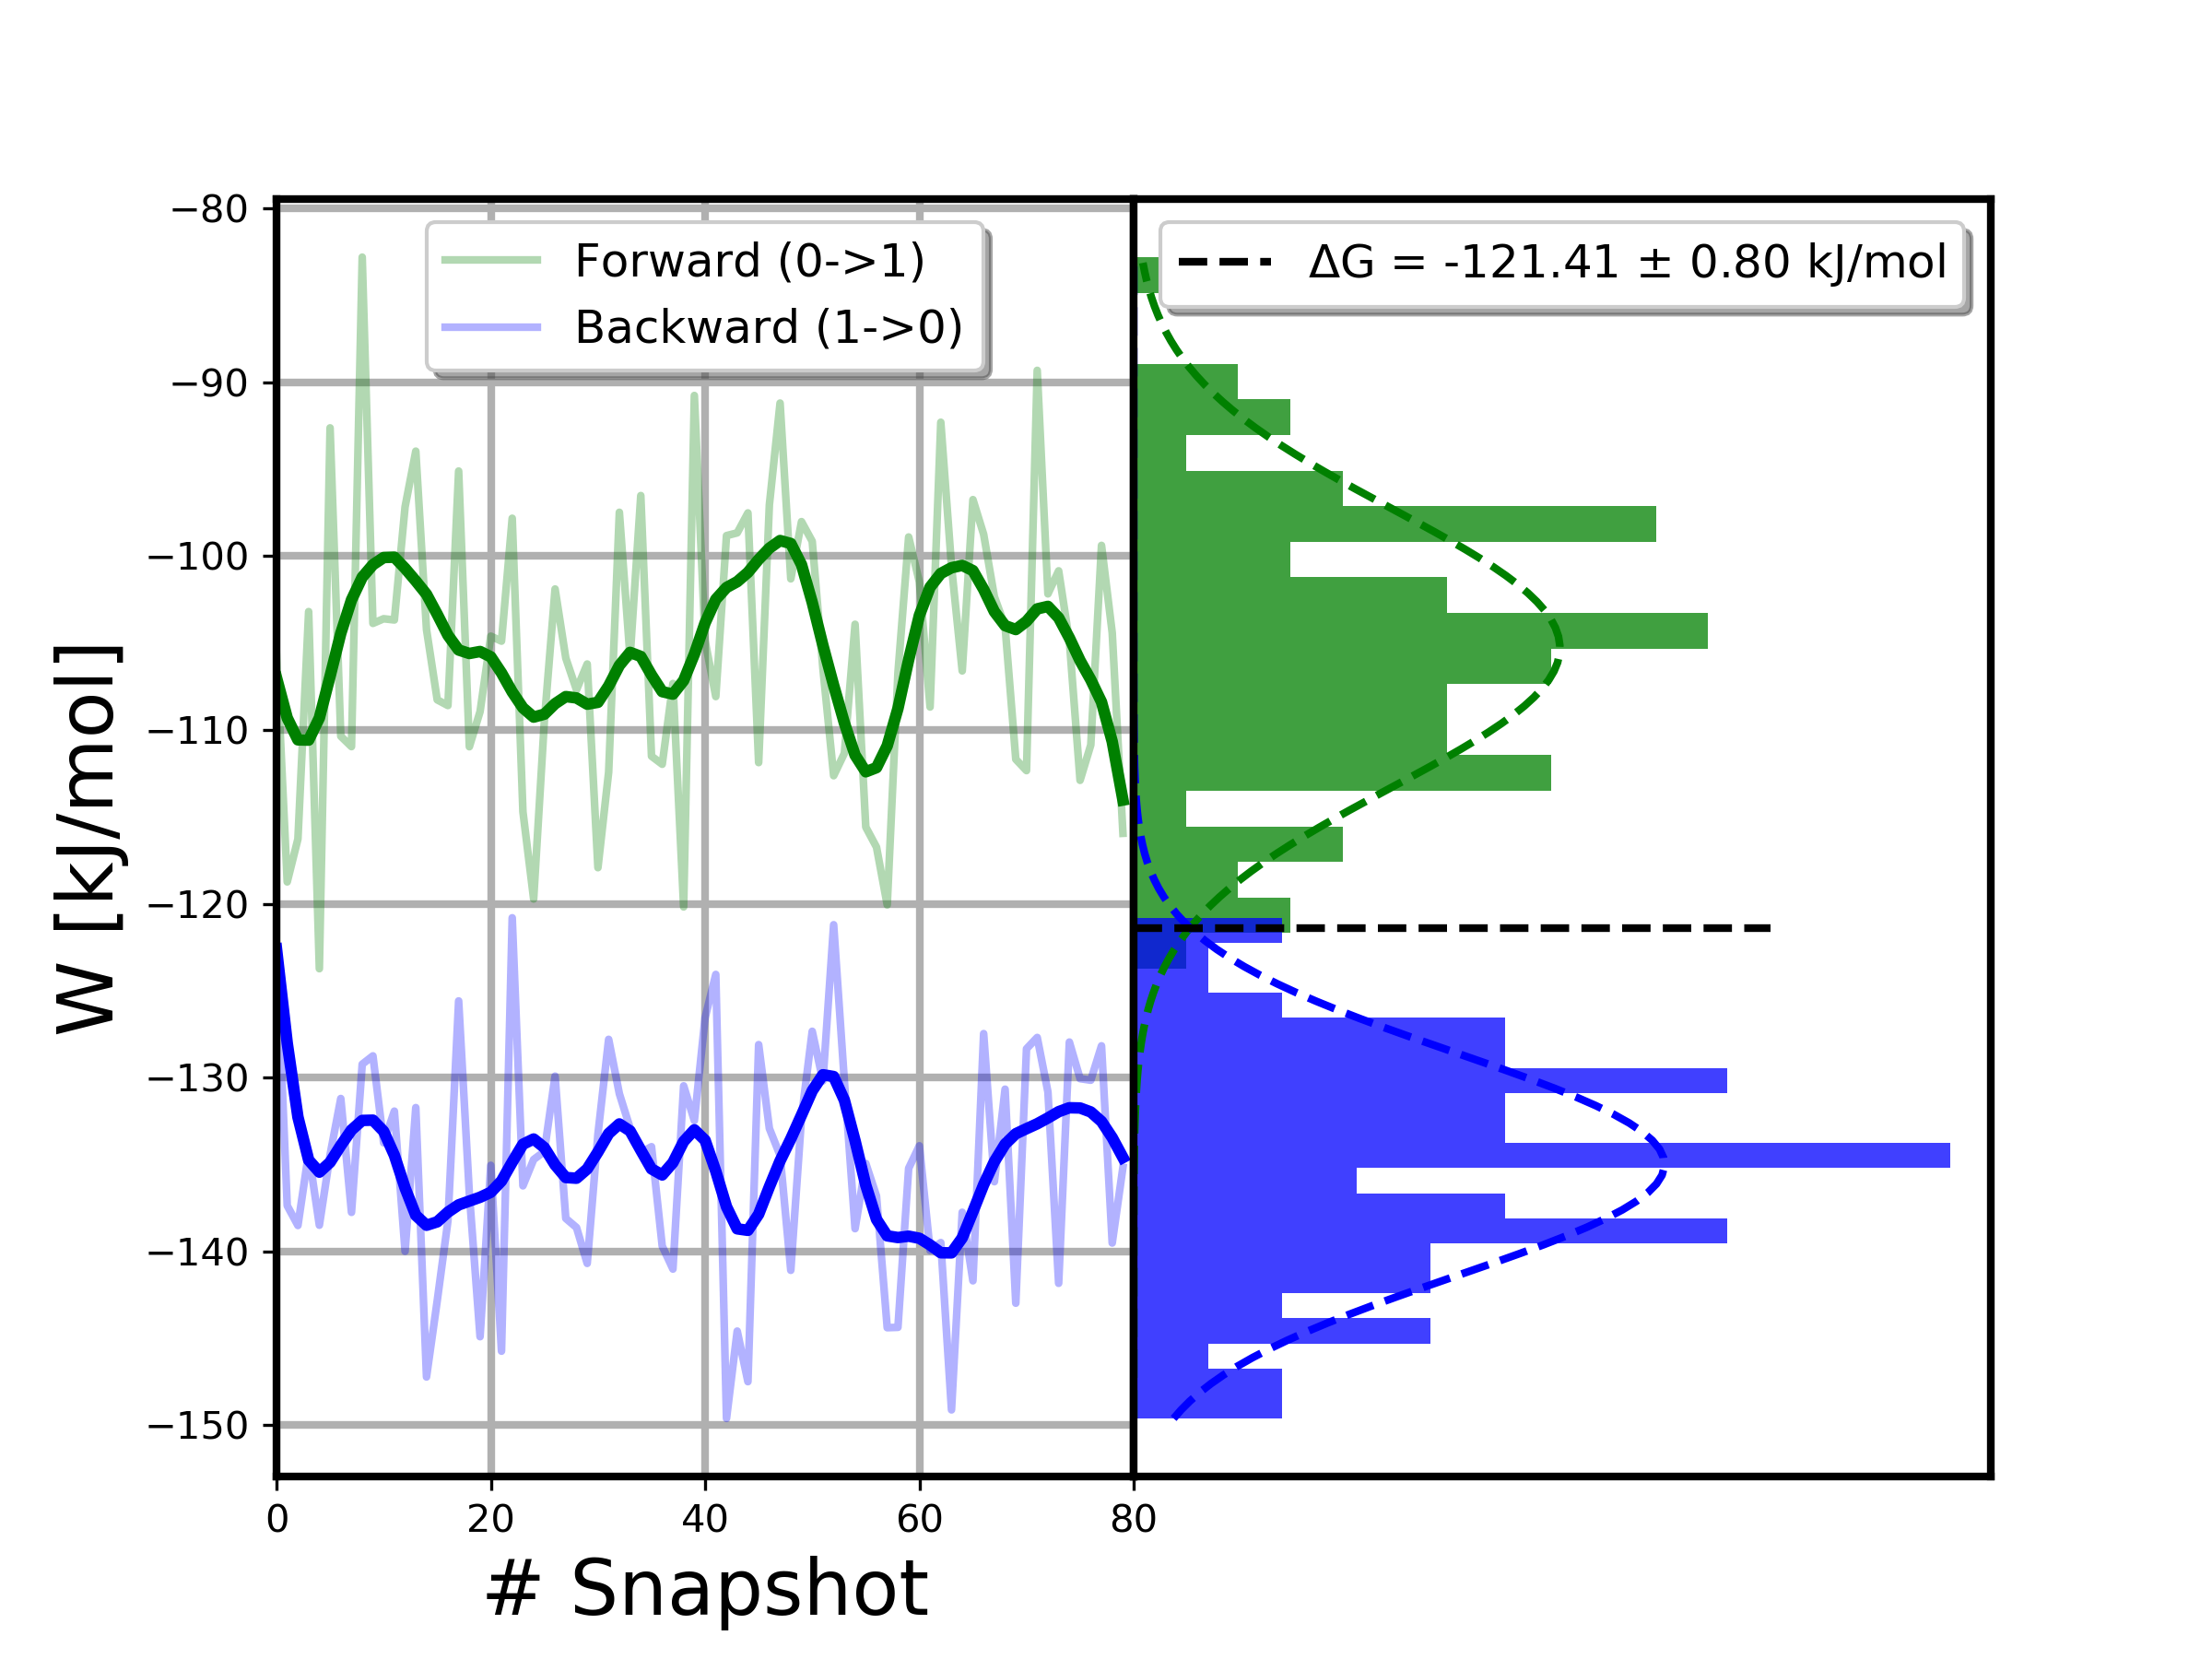 W [kJ/mol]
−80
−90
−100
−110
−120
−130
−140
−150
Forward (0->1)
Backward (1->0)
ΔG = -121.41 ± 0.80 kJ/mol
0 20 40 60 80
# Snapshot